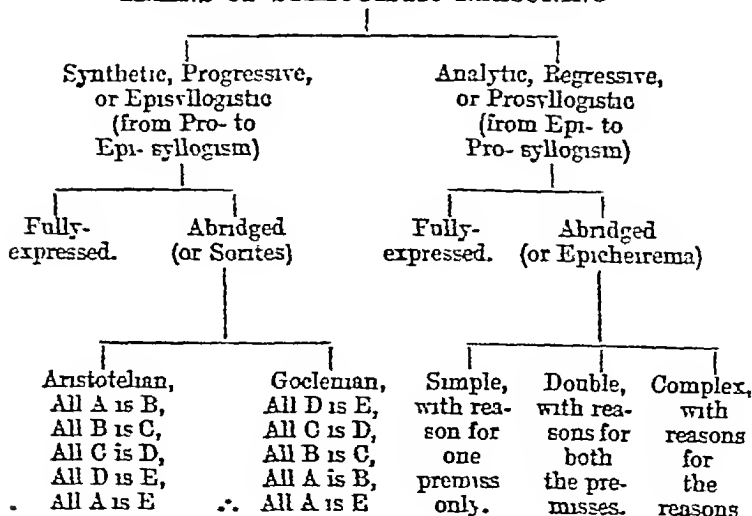 Synthetic, Progressive,
or Episyllogistic
(from Pro- to
Epi- syllogism)
Analytic, Regressive,
or Prosyllogistic
(from Epi- to
Pro- syllogism)
Fully-
expressed.
Abridged
(or Sorites)
Fully-
expressed.
Abridged
(or Epicheirema)
Aristotelian,
All A is B,
All B is C,
All C is D,
All D is E,
. All A is E
Goclenian,
All D is E,
All C is D,
All B is C,
All A is B,
∴ All A is E
Simple,
with rea-
son for
one
premiss
only.
Double,
with rea-
sons for
both
the pre-
misses.
Complex,
with
reasons
for
the
reasons